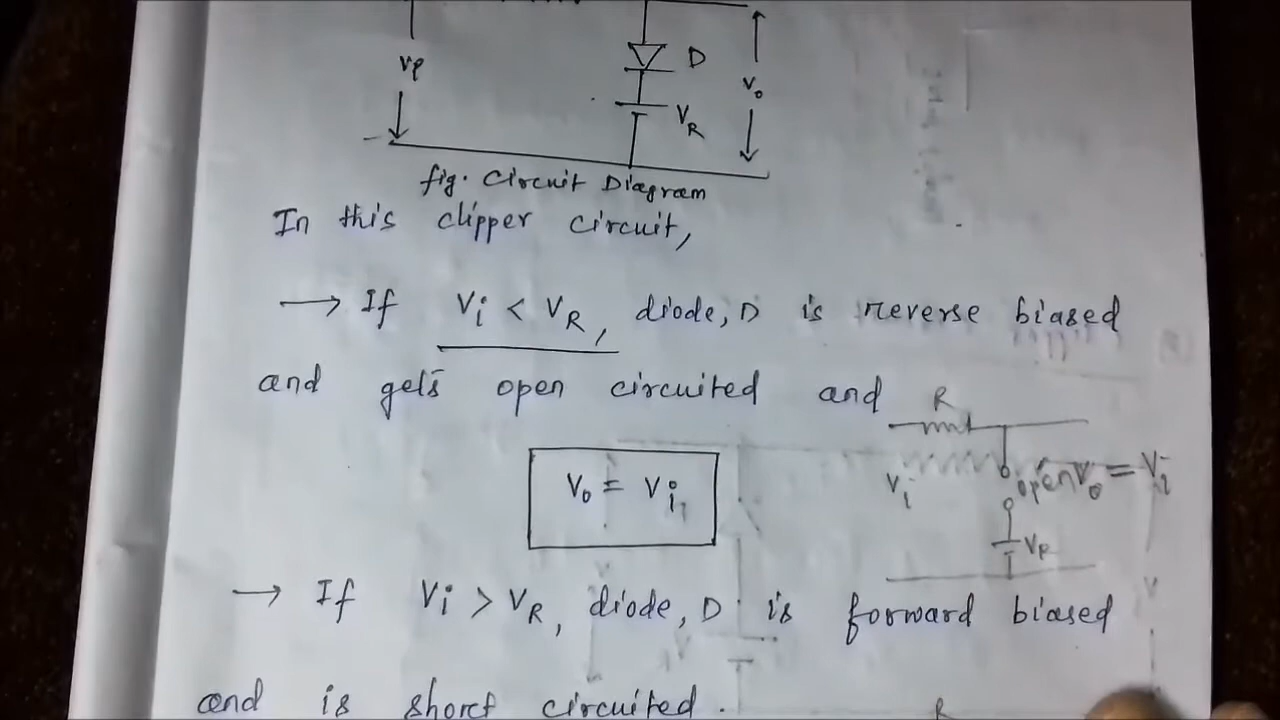 Vi
D
Vo
VR
fig. Circuit Diagram
In this clipper circuit,
→ If Vi < VR, diode, D is reverse biased
and gets open circuited and
R
Vo = Vi
Vi
open Vo = Vi
VR
→ If Vi > VR, diode, D is forward biased
and is short circuited.
R